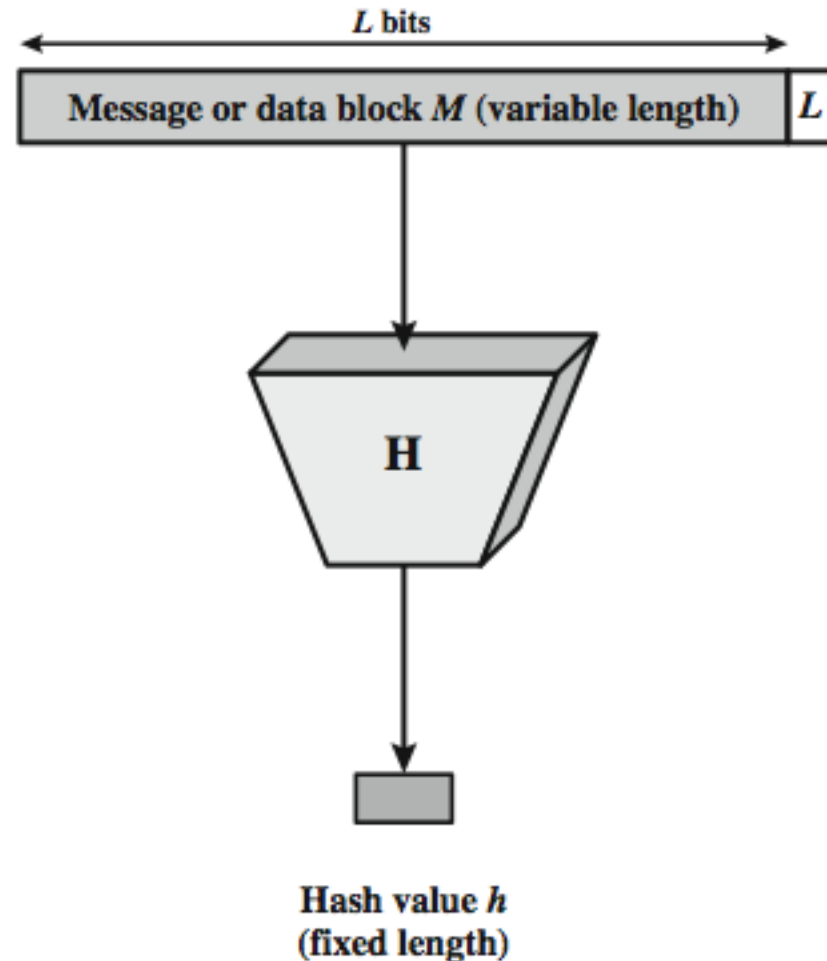 L bits
Message or data block M (variable length) L
H
Hash value h
(fixed length)